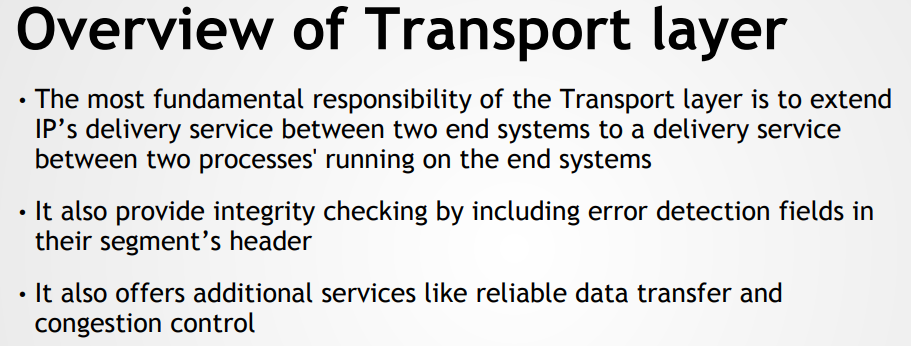 Overview of Transport layer
• The most fundamental responsibility of the Transport layer is to extend
IP’s delivery service between two end systems to a delivery service
between two processes' running on the end systems
• It also provide integrity checking by including error detection fields in
their segment’s header
• It also offers additional services like reliable data transfer and
congestion control